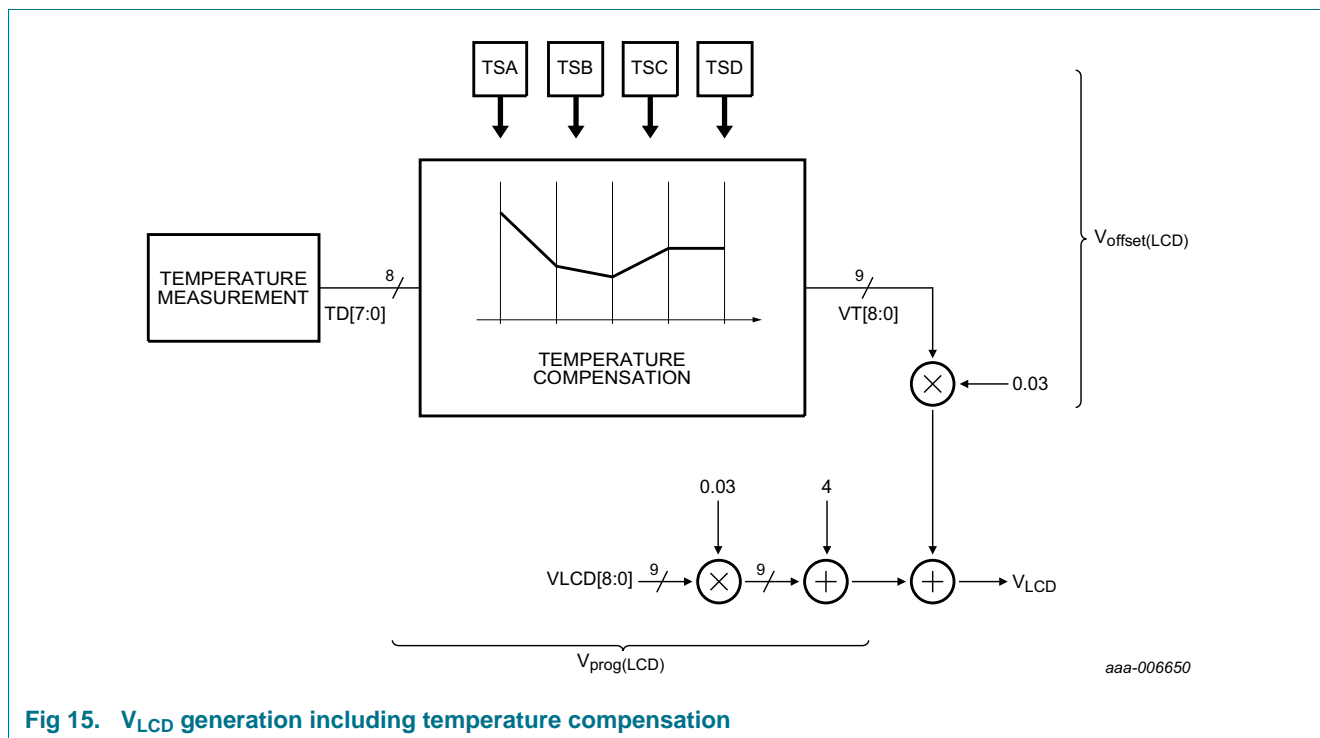 TSA TSB TSC TSD
Voffset(LCD)
TEMPERATURE
MEASUREMENT
8
TD[7:0]
9
VT[8:0]
TEMPERATURE
COMPENSATION
0.03
0.03
4
VLCD[8:0]
9
9
VLCD
Vprog(LCD)
aaa-006650
Fig 15. VLCD generation including temperature compensation